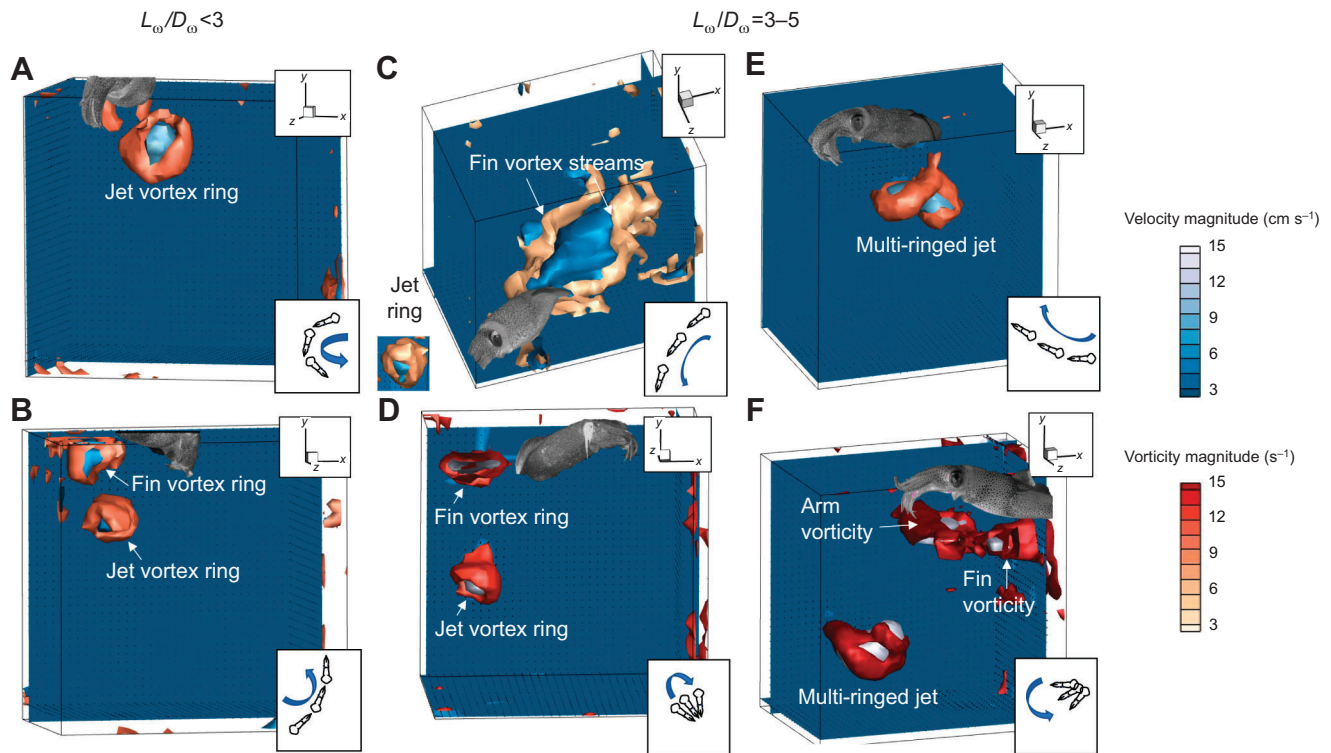 Lω/Dω<3
Lω/Dω=3–5
A
y
z
x
Jet vortex ring
C
y
x
z
Fin vortex streams
Jet
ring
E
y
x
z
Multi-ringed jet
B
y
z
x
Fin vortex ring
Jet vortex ring
D
y
z
x
Fin vortex ring
Jet vortex ring
F
y
z
x
Arm
vorticity
Fin
vorticity
Multi-ringed jet
Velocity magnitude (cm s⁻¹)
15
12
9
6
3
Vorticity magnitude (s⁻¹)
15
12
9
6
3